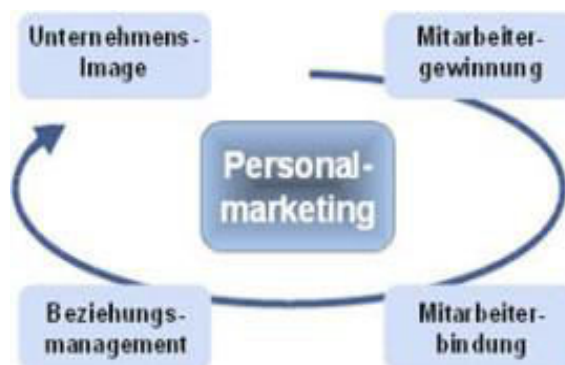 Unternehmens-
Image
Mitarbeiter-
gewinnung
Personal-
marketing
Beziehungs-
management
Mitarbeiter-
bindung